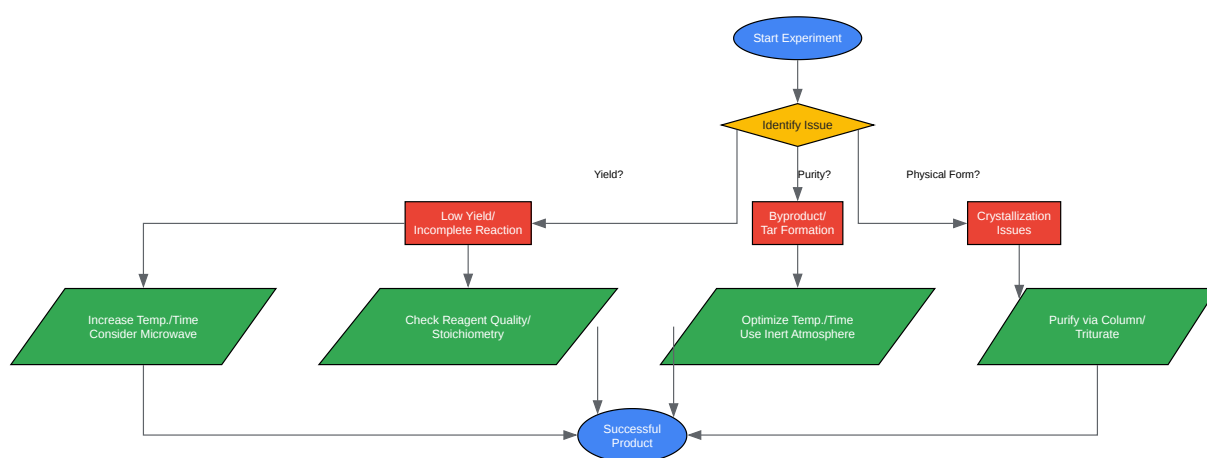 Start Experiment
Identify Issue
Yield?
Purity?
Physical Form?
Low Yield/
Incomplete Reaction
Byproduct/
Tar Formation
Crystallization
Issues
Increase Temp./Time
Consider Microwave
Check Reagent Quality/
Stoichiometry
Optimize Temp./Time
Use Inert Atmosphere
Purify via Column/
Triturate
Successful
Product